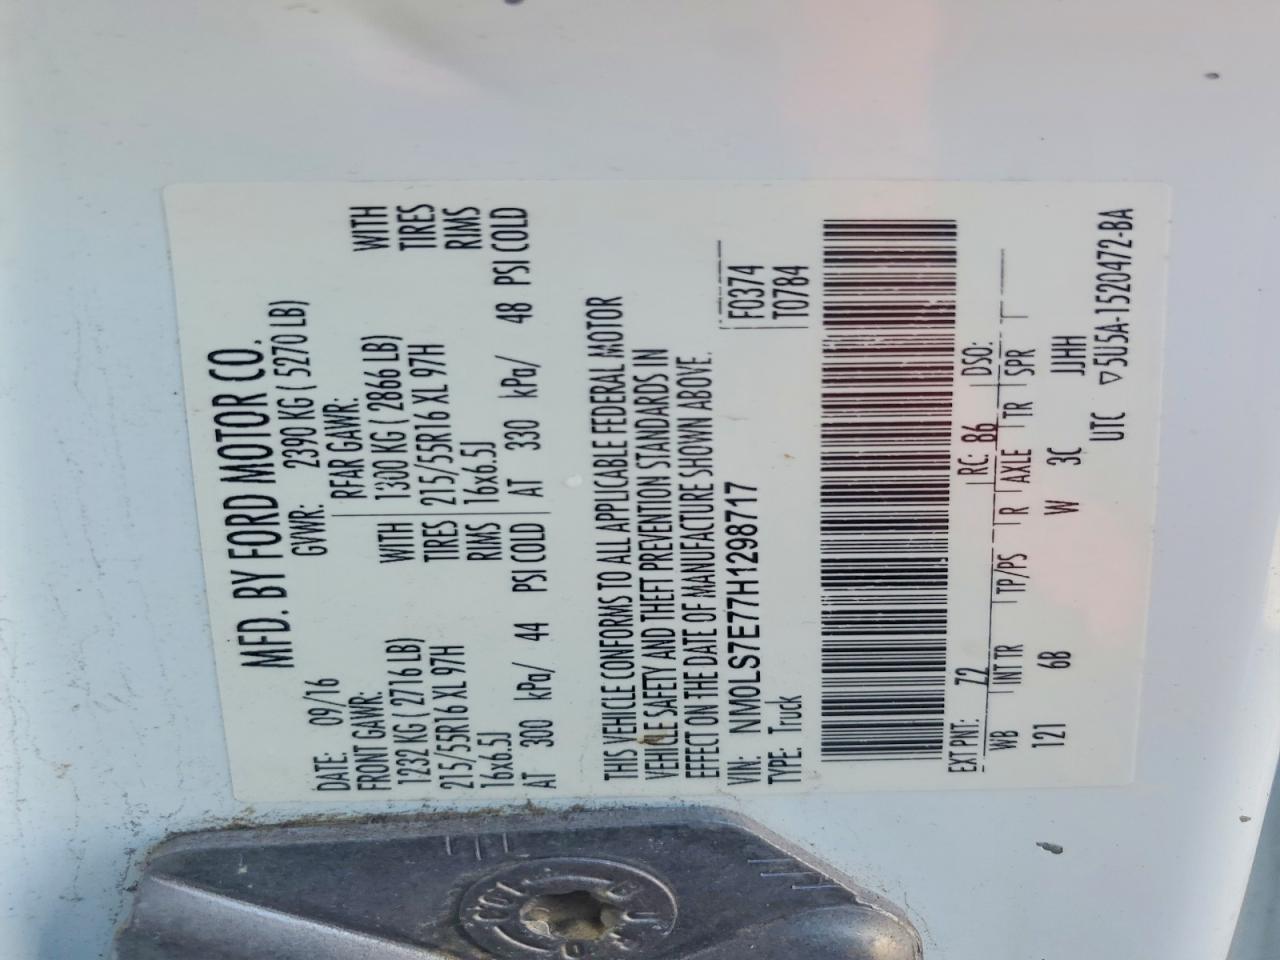 MFD. BY FORD MOTOR CO.
DATE: 09/16 GVWR: 2390 KG ( 5270 LB)
FRONT GAWR: REAR GAWR:
1232 KG ( 2716 LB) WITH 1300 KG ( 2866 LB) WITH
215/55R16 XL 97H TIRES 215/55R16 XL 97H TIRES
16x6.5J RIMS 16x6.5J RIMS
AT 300 kPa/ 44 PSI COLD AT 330 kPa/ 48 PSI COLD
THIS VEHICLE CONFORMS TO ALL APPLICABLE FEDERAL MOTOR
VEHICLE SAFETY AND THEFT PREVENTION STANDARDS IN
EFFECT ON THE DATE OF MANUFACTURE SHOWN ABOVE.
VIN: NM0LS7E77H1298717 F0374
TYPE: Truck T0784
EXT PNT: 7Z RC: 86 DSO:
WB INT TR TP/PS R AXLE TR SPR
121 6B W 3C JJHH
UTC ▽5U5A-1520472-BA